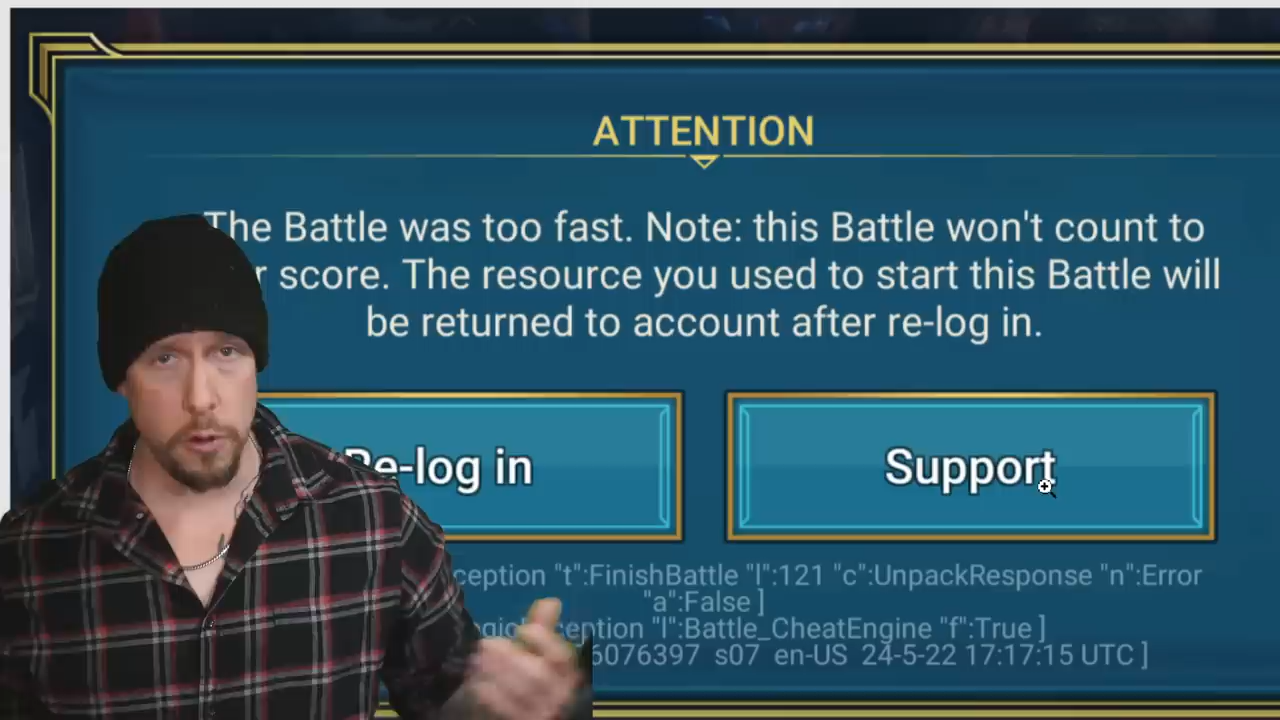 ATTENTION
The Battle was too fast. Note: this Battle won't count to
score. The resource you used to start this Battle will
be returned to account after re-log in.
Re-log in
Support
"t":FinishBattle "l":121 "c":UnpackResponse "n":Error
"a":False ]
"l":Battle_CheatEngine "f":True ]
6076397 s07 en-US 24-5-22 17:17:15 UTC ]